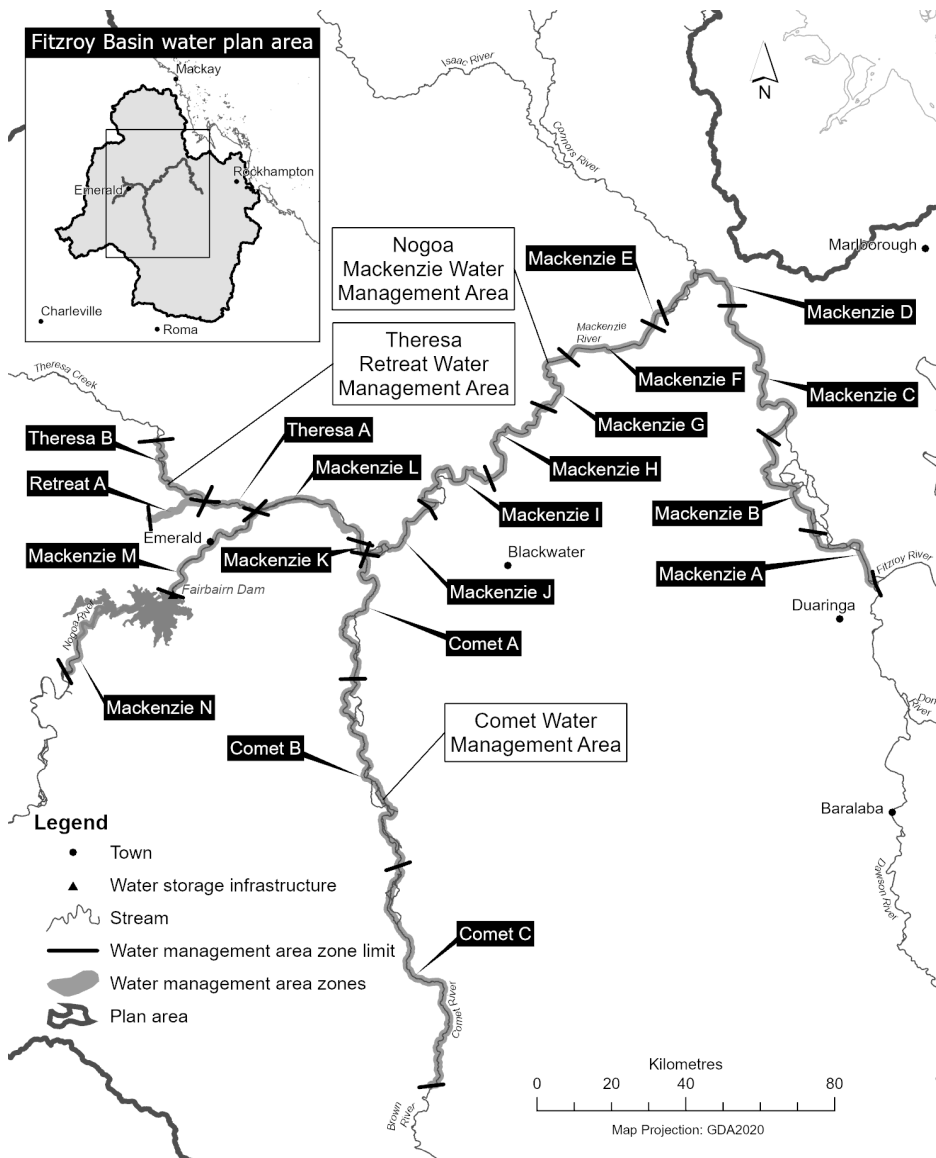 Fitzroy Basin water plan area
Mackay
Rockhampton
Emerald
Charleville
Roma
Isaac River
Connors River
N
Marlborough
Nogoa
Mackenzie Water
Management Area
Mackenzie E
Mackenzie D
Mackenzie
River
Theresa
Retreat Water
Management Area
Mackenzie F
Theresa Creek
Mackenzie C
Theresa B
Theresa A
Mackenzie G
Mackenzie L
Mackenzie H
Retreat A
Mackenzie I
Mackenzie B
Emerald
Mackenzie M
Mackenzie K
Blackwater
Mackenzie A
Fitzroy River
Fairbairn Dam
Mackenzie J
Duaringa
Nogoa River
Comet A
Mackenzie N
Comet Water
Management Area
Don
River
Comet B
Baralaba
Dawson River
Legend
Town
Water storage infrastructure
Stream
Water management area zone limit
Water management area zones
Plan area
Comet C
Comet River
Brown
River
Kilometres
0 20 40 80
Map Projection: GDA2020